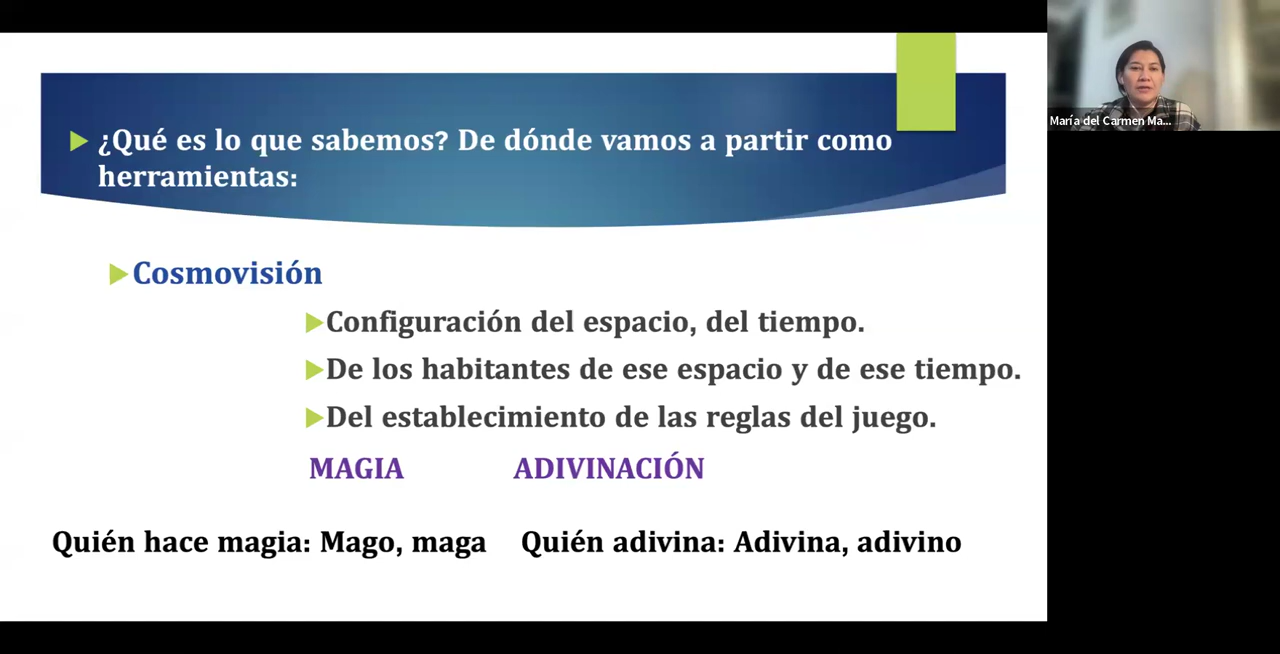 ¿Qué es lo que sabemos? De dónde vamos a partir como
herramientas:
Cosmovisión
Configuración del espacio, del tiempo.
De los habitantes de ese espacio y de ese tiempo.
Del establecimiento de las reglas del juego.
MAGIA ADIVINACIÓN
Quién hace magia: Mago, maga Quién adivina: Adivina, adivino
María del Carmen Ma...